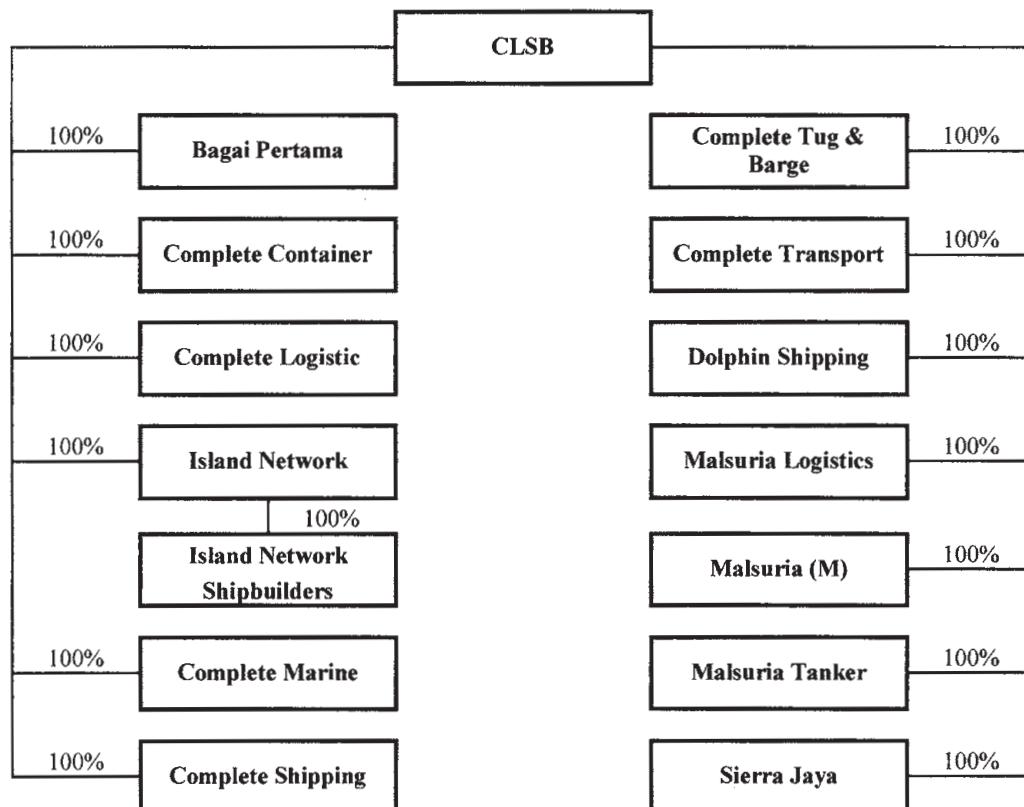 CLSB
100%
Bagai Pertama
Complete Tug &
Barge
100%
100%
Complete Container
Complete Transport
100%
100%
Complete Logistic
Dolphin Shipping
100%
100%
Island Network
Malsuria Logistics
100%
100%
Island Network
Shipbuilders
Malsuria (M)
100%
100%
Complete Marine
Malsuria Tanker
100%
100%
Complete Shipping
Sierra Jaya
100%